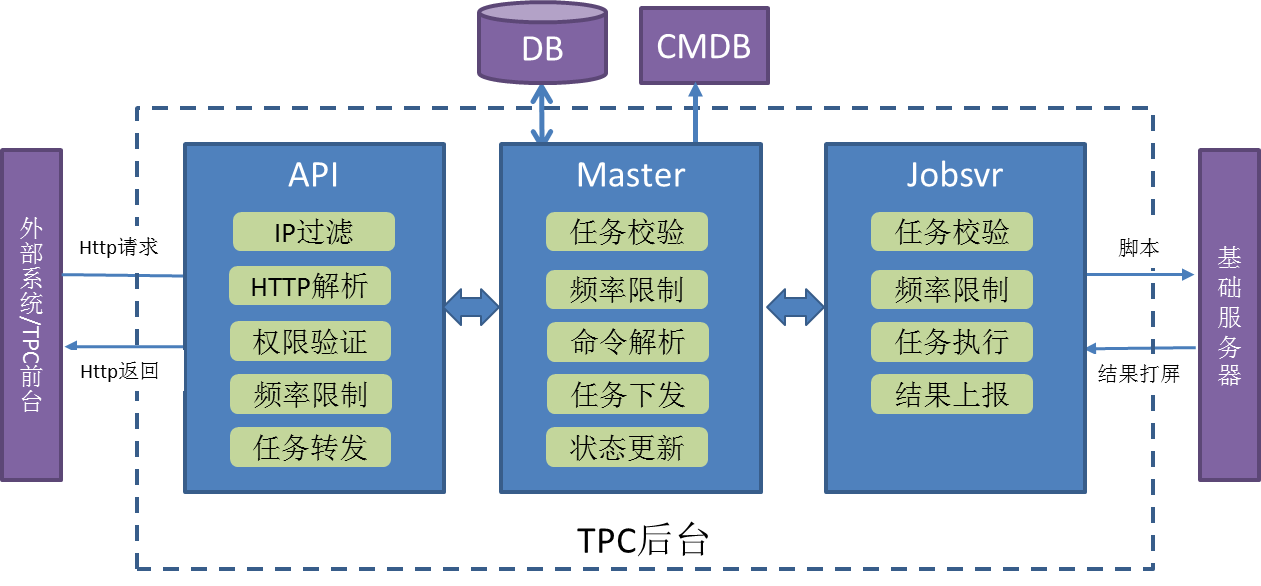 DB
CMDB
外部系统/TPC前台
Http请求
Http返回
API
IP过滤
HTTP解析
权限验证
频率限制
任务转发
Master
任务校验
频率限制
命令解析
任务下发
状态更新
Jobsvr
任务校验
频率限制
任务执行
结果上报
脚本
结果打屏
基础服务器
TPC后台